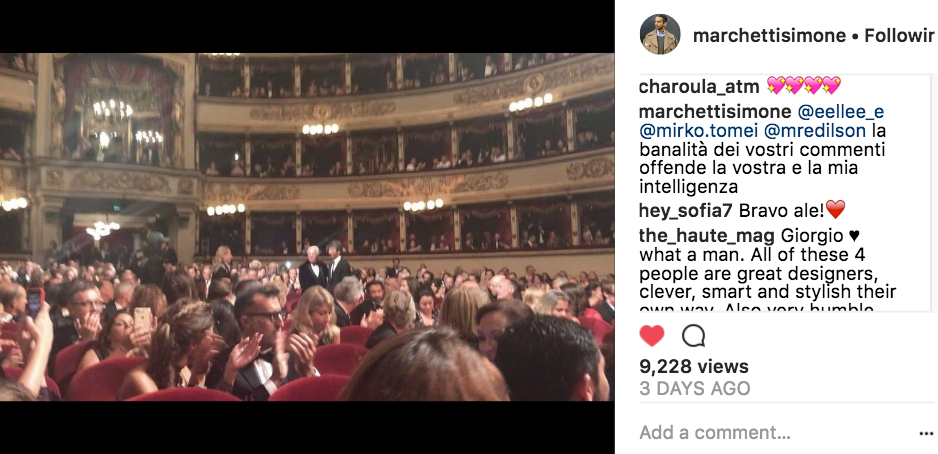 marchettisimone • Followin
charoula_atm 💖💖💖💖
marchettisimone @eellee_e
@mirko.tomei @mredilson la
banalità dei vostri commenti
offende la vostra e la mia
intelligenza
hey_sofia7 Bravo ale!❤️
the_haute_mag Giorgio ♥
what a man. All of these 4
people are great designers,
clever, smart and stylish their
own way. Also very humble
9,228 views
3 DAYS AGO
Add a comment...